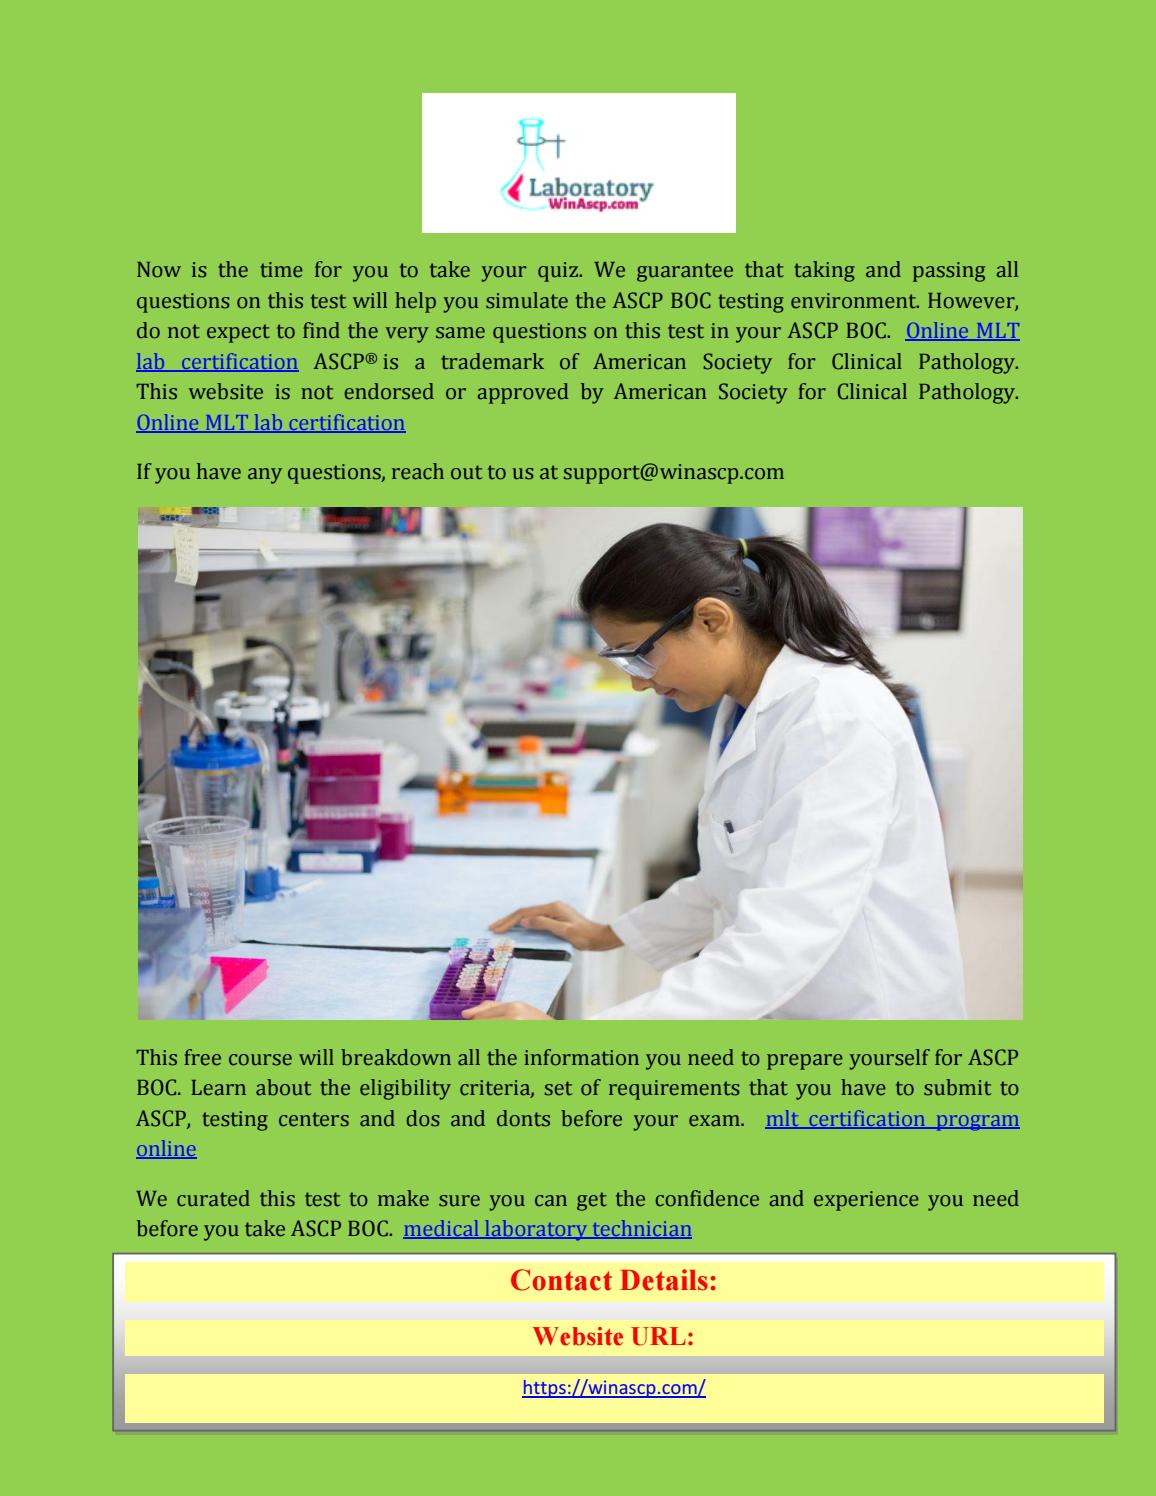 Laboratory
WinAscp.com
Now is the time for you to take your quiz. We guarantee that taking and passing all
questions on this test will help you simulate the ASCP BOC testing environment. However,
do not expect to find the very same questions on this test in your ASCP BOC. Online MLT
lab certification ASCP® is a trademark of American Society for Clinical Pathology.
This website is not endorsed or approved by American Society for Clinical Pathology.
Online MLT lab certification
If you have any questions, reach out to us at support@winascp.com
This free course will breakdown all the information you need to prepare yourself for ASCP
BOC. Learn about the eligibility criteria, set of requirements that you have to submit to
ASCP, testing centers and dos and donts before your exam. mlt certification program
online
We curated this test to make sure you can get the confidence and experience you need
before you take ASCP BOC. medical laboratory technician
Contact Details:
Website URL:
https://winascp.com/